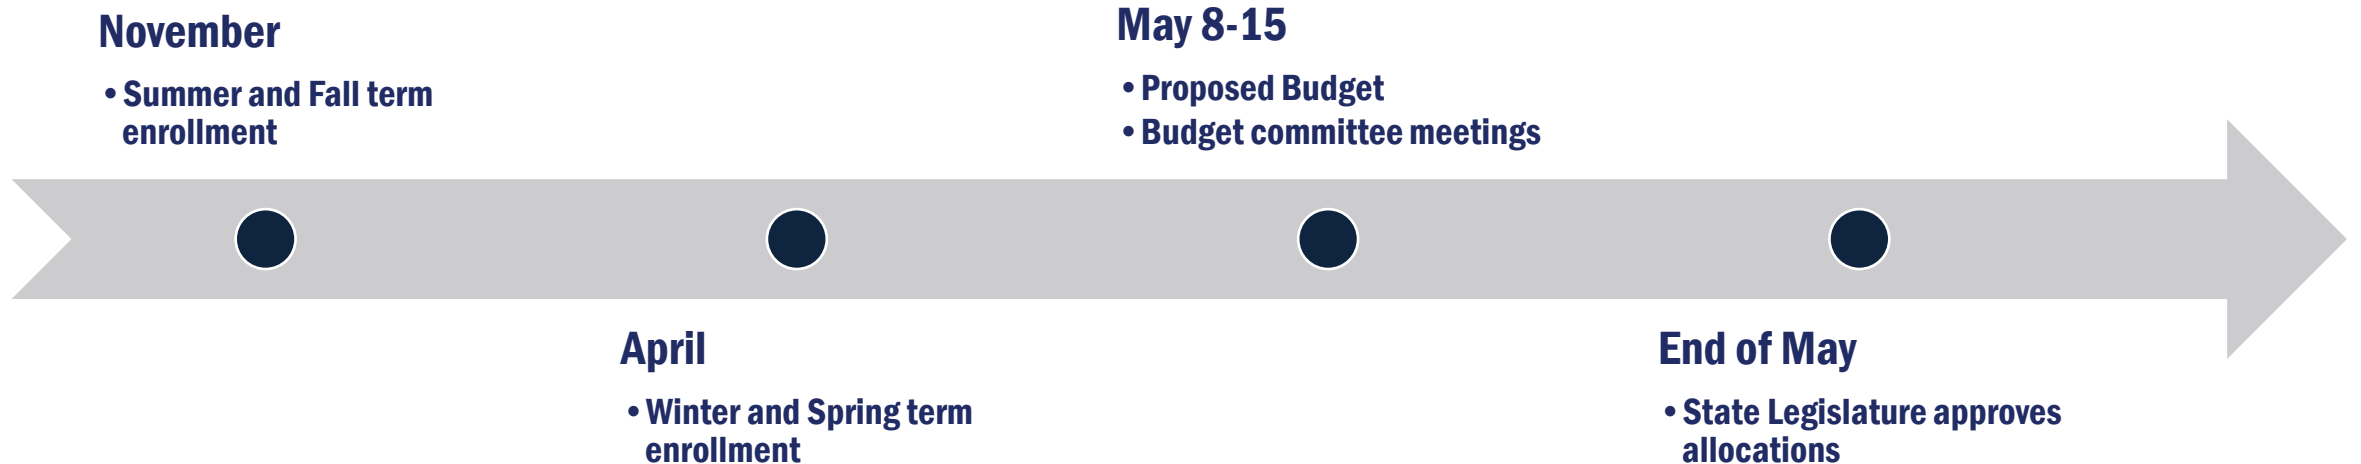 November
• Summer and Fall term
enrollment
April
• Winter and Spring term
enrollment
May 8-15
• Proposed Budget
• Budget committee meetings
End of May
• State Legislature approves
allocations